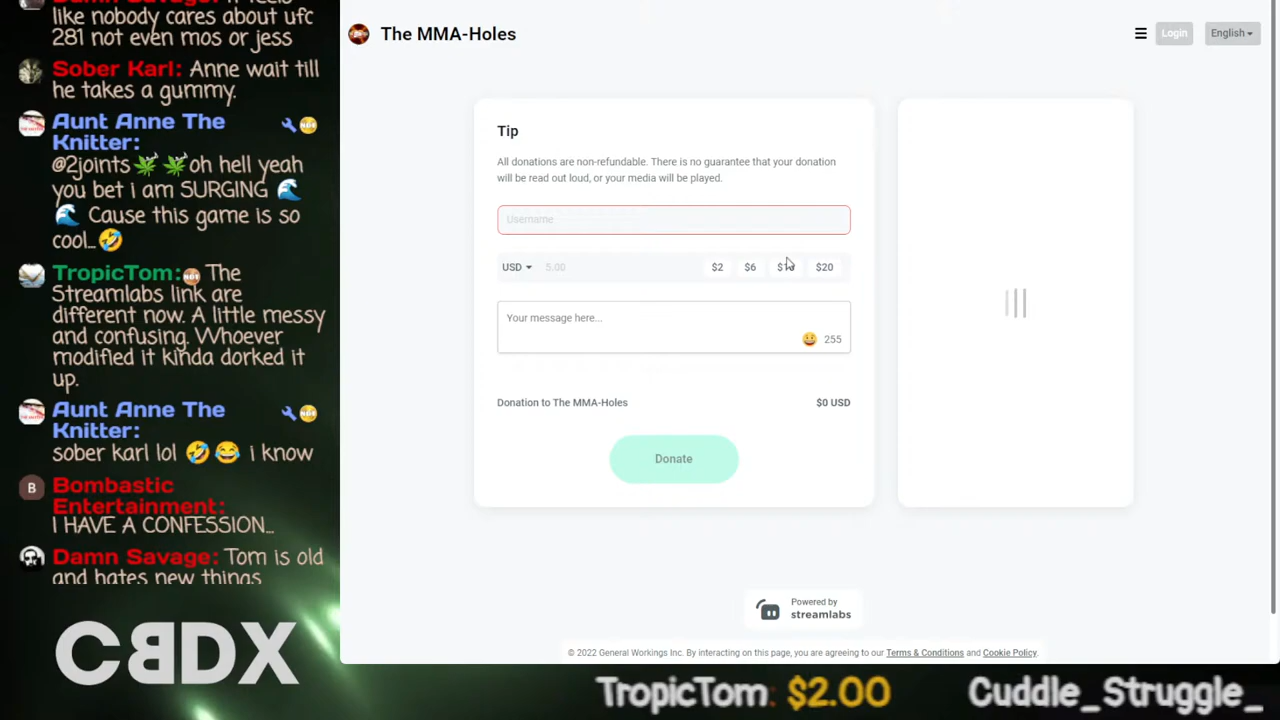 like nobody cares about ufc
281 not even mos or jess
Sober Karl: Anne wait till
he takes a gummy.
Aunt Anne The
Knitter:
@2joints🌿 🌿oh hell yeah
you bet i am SURGING 🌊
🌊 Cause this game is so
cool...🤣
TropicTom: The
Streamlabs link are
different now. A little messy
and confusing. Whoever
modified it kinda dorked it
up.
Aunt Anne The
Knitter:
sober karl lol 🤣😂 i know
B
Bombastic
Entertainment:
I HAVE A CONFESSION...
Damn Savage: Tom is old
and hates new things
CBDX
The MMA-Holes
Login
English
Tip
All donations are non-refundable. There is no guarantee that your donation
will be read out loud, or your media will be played.
Username
USD 5.00 $2 $6 $20
Your message here...
255
Donation to The MMA-Holes $0 USD
Donate
Powered by
streamlabs
© 2022 General Workings Inc. By interacting on this page, you are agreeing to our Terms & Conditions and Cookie Policy.
TropicTom: $2.00 Cuddle_Struggle_